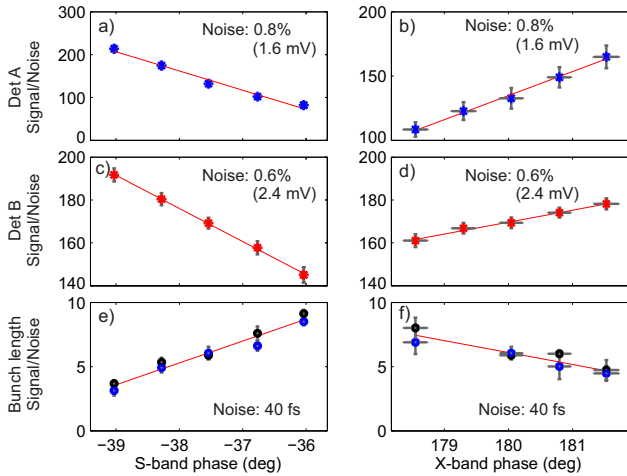 a)
Noise: 0.8%
(1.6 mV)
300
200
100
0
Det A
Signal/Noise
b)
Noise: 0.8%
(1.6 mV)
200
150
100
c)
Noise: 0.6%
(2.4 mV)
200
180
160
140
Det B
Signal/Noise
d)
Noise: 0.6%
(2.4 mV)
200
180
160
140
e)
Noise: 40 fs
10
5
0
Bunch length
Signal/Noise
−39 −38 −37 −36
S-band phase (deg)
f)
Noise: 40 fs
10
5
0
179 180 181
X-band phase (deg)